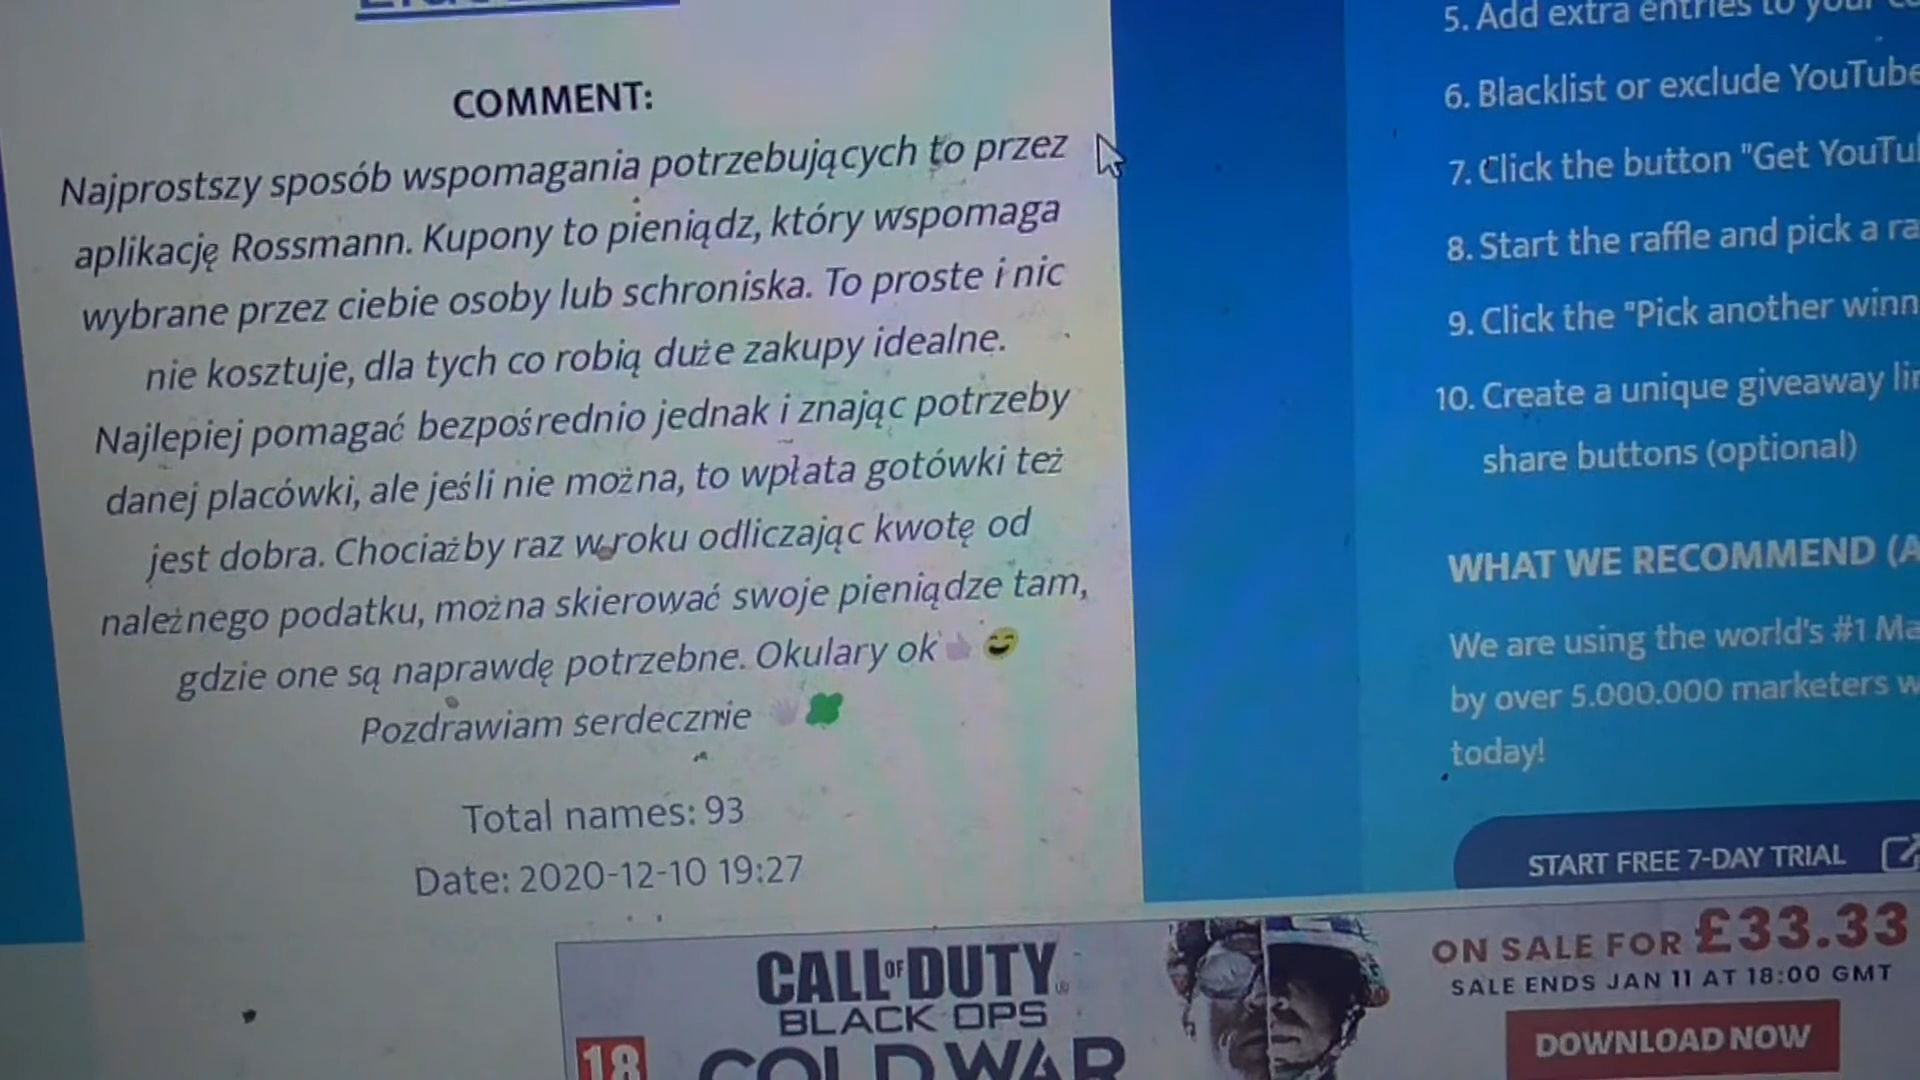 COMMENT:
Najprostszy sposób wspomagania potrzebujących to przez
aplikację Rossmann. Kupony to pieniądz, który wspomaga
wybrane przez ciebie osoby lub schroniska. To proste i nic
nie kosztuje, dla tych co robią duże zakupy idealne.
Najlepiej pomagać bezpośrednio jednak i znając potrzeby
danej placówki, ale jeśli nie można, to wpłata gotówki też
jest dobra. Chociażby raz w roku odliczając kwotę od
należnego podatku, można skierować swoje pieniądze tam,
gdzie one są naprawdę potrzebne. Okulary ok
Pozdrawiam serdecznie
Total names: 93
Date: 2020-12-10 19:27
5. Add extra entries to your
6. Blacklist or exclude YouTube
7. Click the button "Get
8. Start the raffle and pick a
9. Click the "Pick another
10. Create a unique giveaway
share buttons (optional)
WHAT WE RECOMMEND
We are using the world's #1
by over 5.000.000 marketers
today!
START FREE 7-DAY TRIAL
CALL OF DUTY
BLACK OPS
COLD WAR
18
ON SALE FOR £33.33
SALE ENDS JAN 11 AT 18:00 GMT
DOWNLOAD NOW